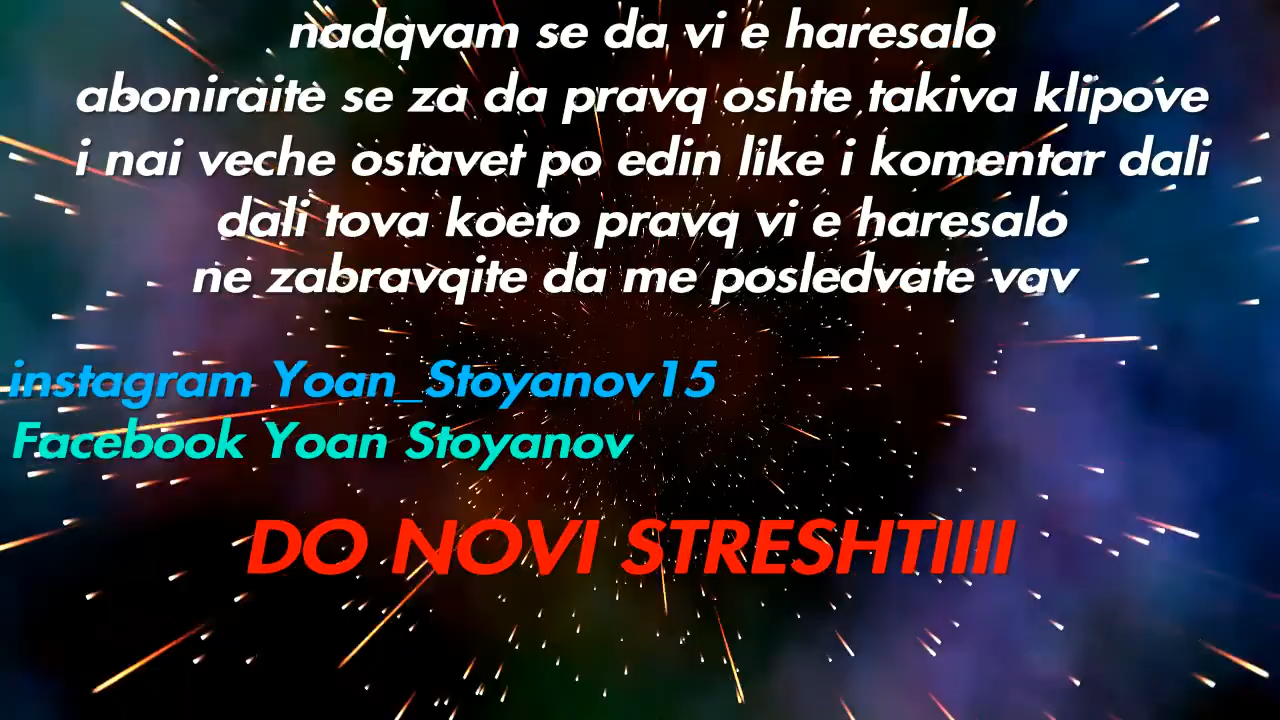 nadqvam se da vi e haresalo
aboniraite se za da pravq oshte takiva klipove
i nai veche ostavet po edin like i komentar dali
dali tova koeto pravq vi e haresalo
ne zabravqite da me posledvate vav
instagram Yoan_Stoyanov15
Facebook Yoan Stoyanov
DO NOVI STRESHTIIII